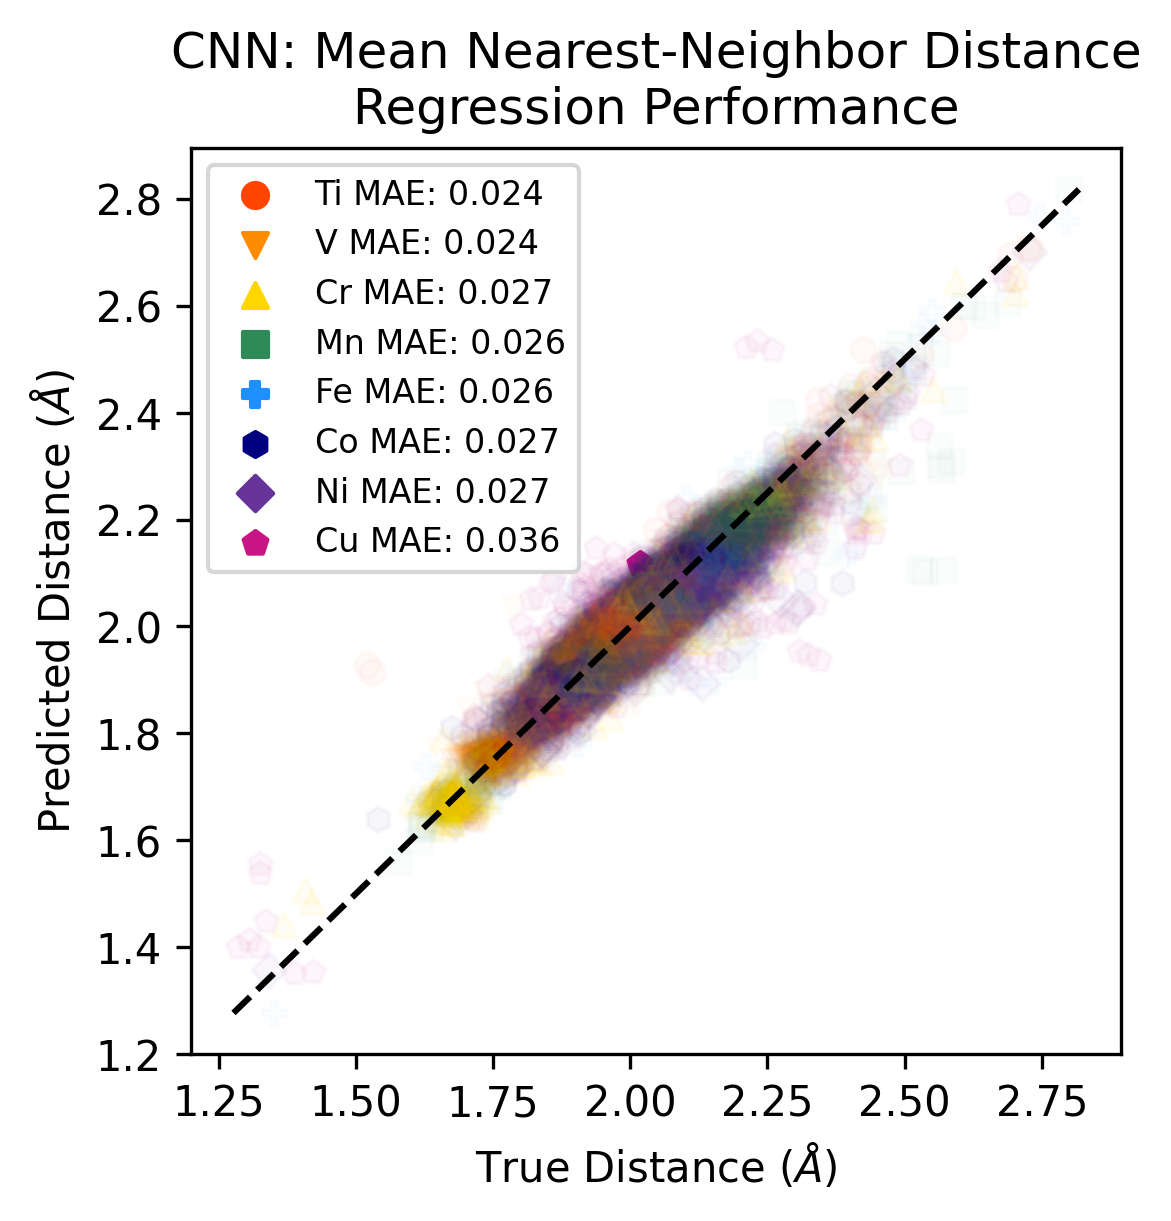 CNN: Mean Nearest-Neighbor Distance
Regression Performance
Ti MAE: 0.024
V MAE: 0.024
Cr MAE: 0.027
Mn MAE: 0.026
Fe MAE: 0.026
Co MAE: 0.027
Ni MAE: 0.027
Cu MAE: 0.036
Predicted Distance (Å)
2.8
2.6
2.4
2.2
2.0
1.8
1.6
1.4
1.2
1.25 1.50 1.75 2.00 2.25 2.50 2.75
True Distance (Å)